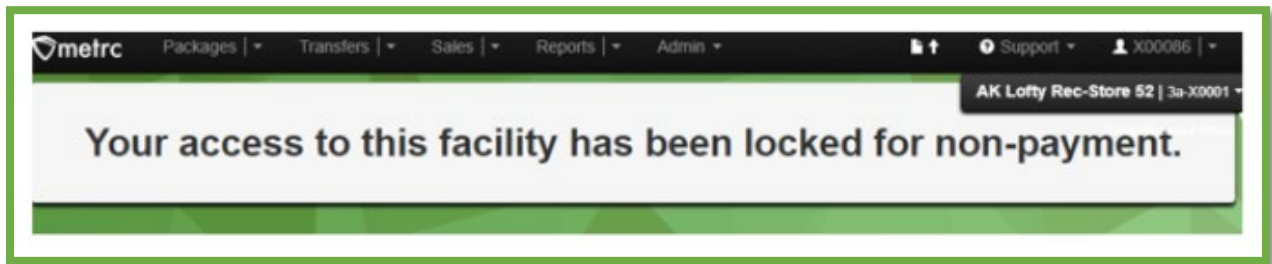 metrc Packages | Transfers | Sales | Reports | Admin Support X00086 |
AK Lofty Rec-Store 52 | 3a-X0001
Your access to this facility has been locked for non-payment.